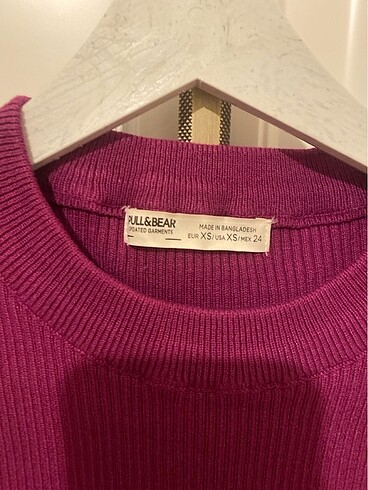 PULL&BEAR
UPDATED GARMENTS
MADE IN BANGLADESH
EUR XS/USA XS/MEX 24